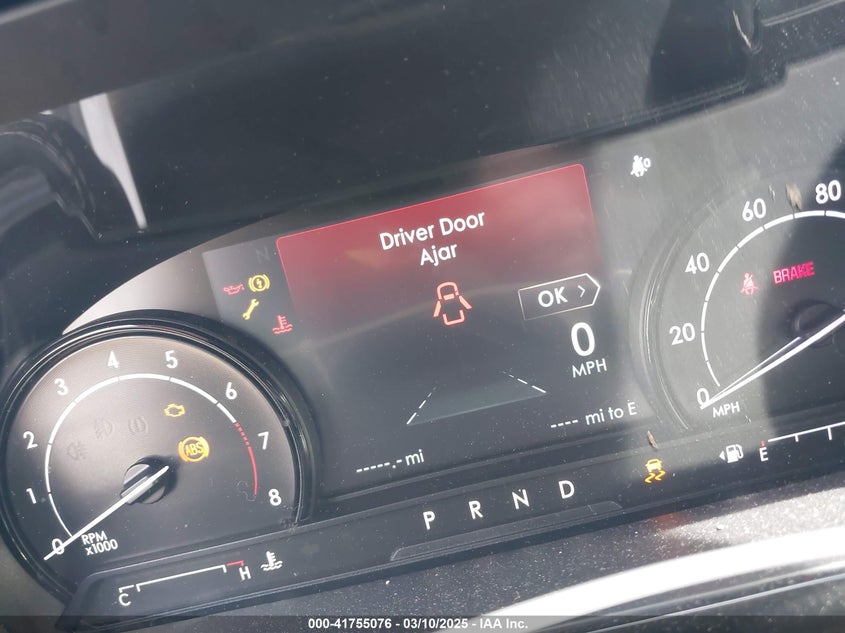 Driver Door
Ajar
OK >
0
MPH
-----.- mi
---- mi to E
0 1 2 3 4 5 6 7 8
RPM
x1000
ABS
C H
P R N D
0 20 40 60 80
MPH
BRAKE
E
000-41755076 — 03/10/2025 — IAA Inc.